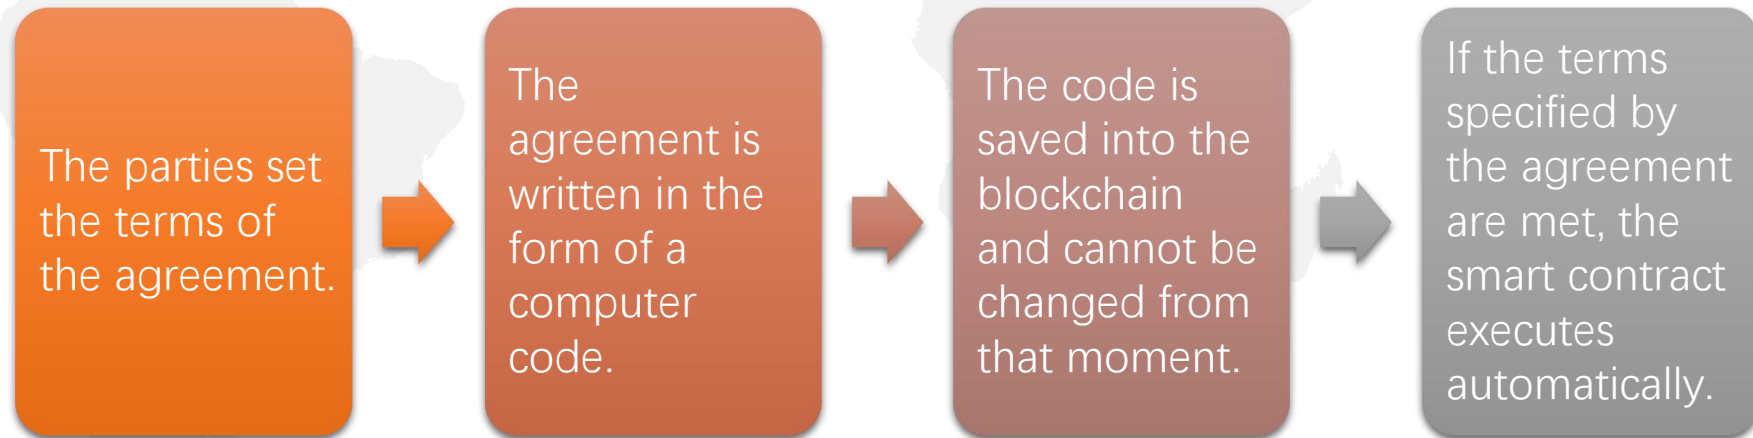 The parties set
the terms of
the agreement.
The
agreement is
written in the
form of a
computer
code.
The code is
saved into the
blockchain
and cannot be
changed from
that moment.
If the terms
specified by
the agreement
are met, the
smart contract
executes
automatically.